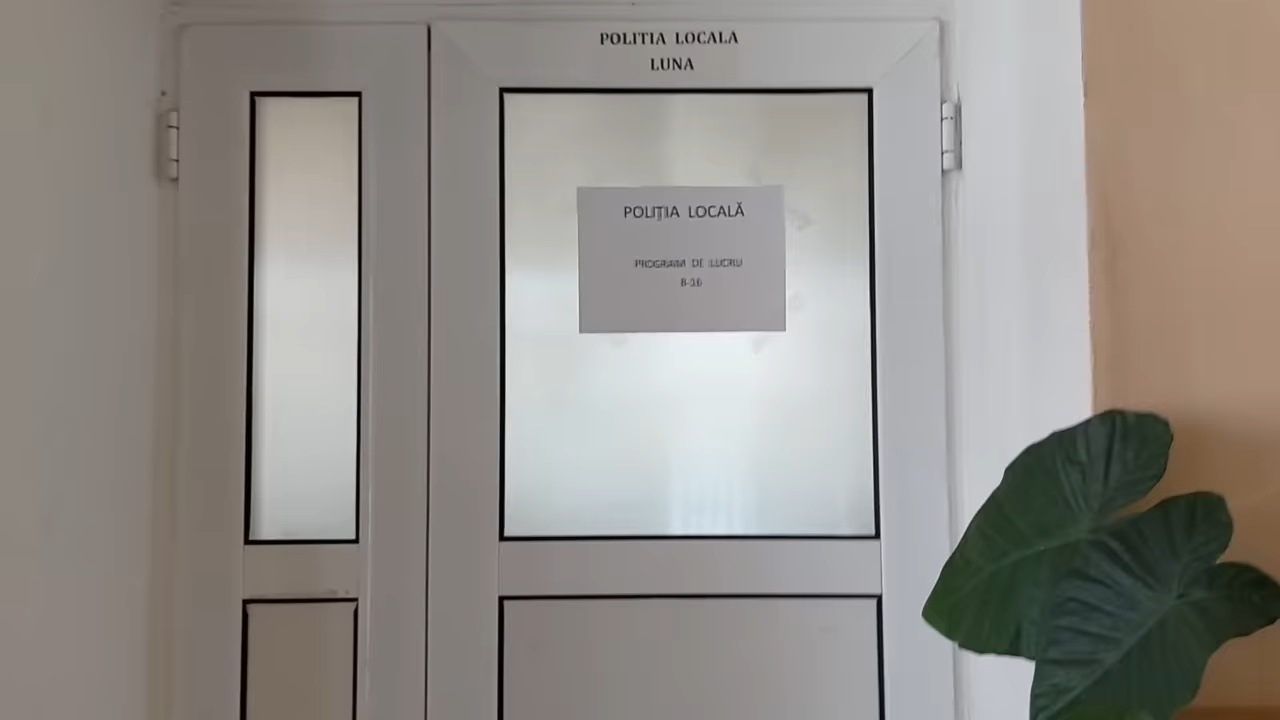 POLITIA LOCALA
LUNA
POLIȚIA LOCALĂ
PROGRAM DE LUCRU
8-16